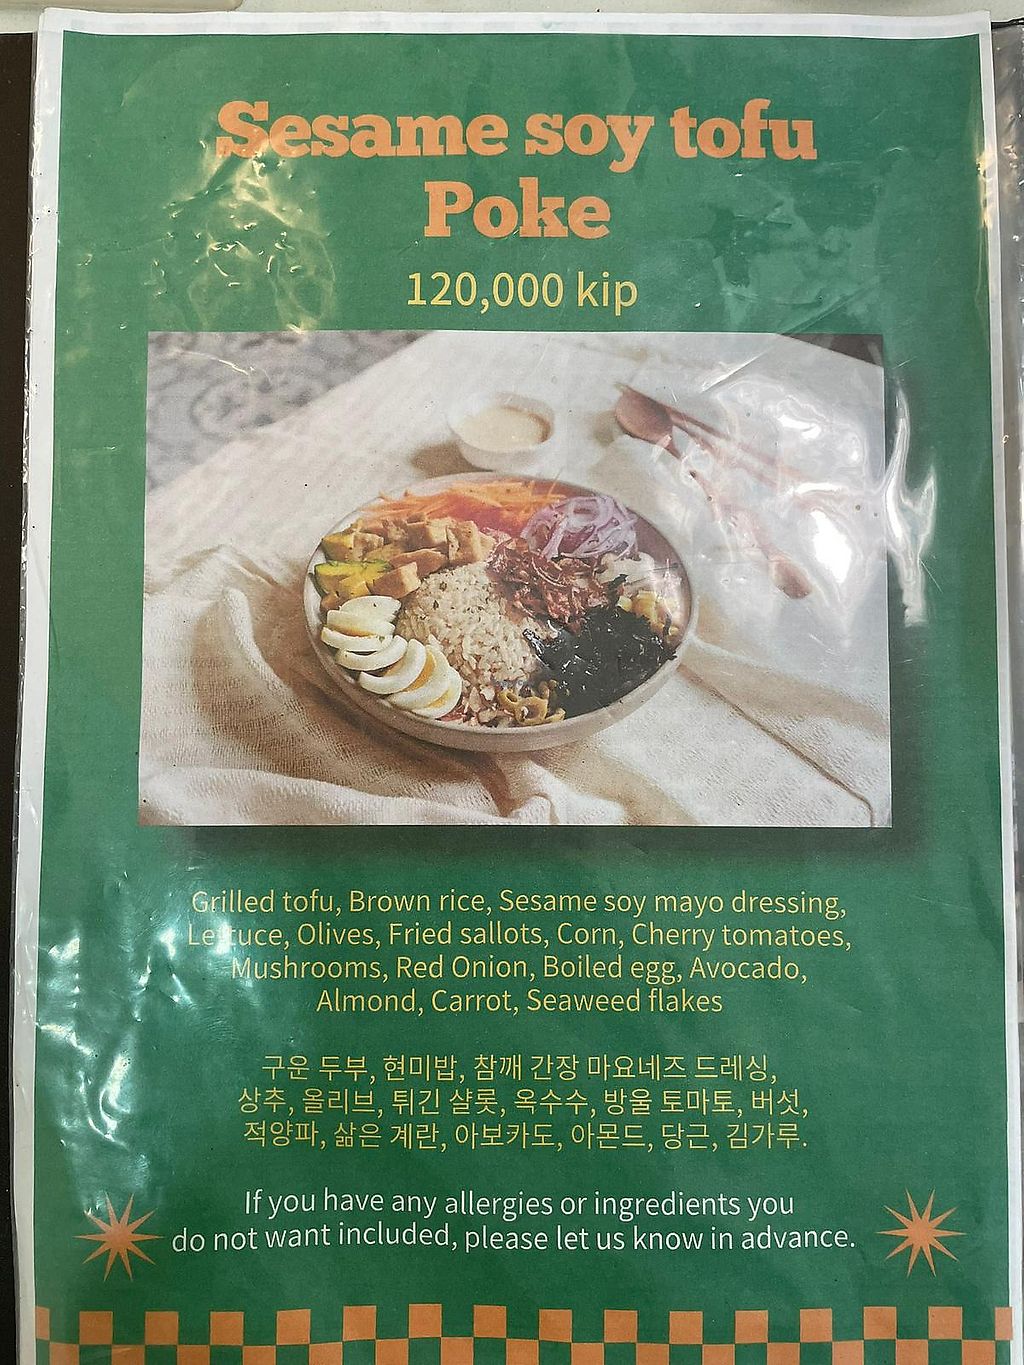 Sesame soy tofu
Poke
120,000 kip
Grilled tofu, Brown rice, Sesame soy mayo dressing,
Lettuce, Olives, Fried sallots, Corn, Cherry tomatoes,
Mushrooms, Red Onion, Boiled egg, Avocado,
Almond, Carrot, Seaweed flakes
구운 두부, 현미밥, 참깨 간장 마요네즈 드레싱,
상추, 올리브, 튀긴 샬롯, 옥수수, 방울 토마토, 버섯,
적양파, 삶은 계란, 아보카도, 아몬드, 당근, 김가루.
If you have any allergies or ingredients you
do not want included, please let us know in advance.